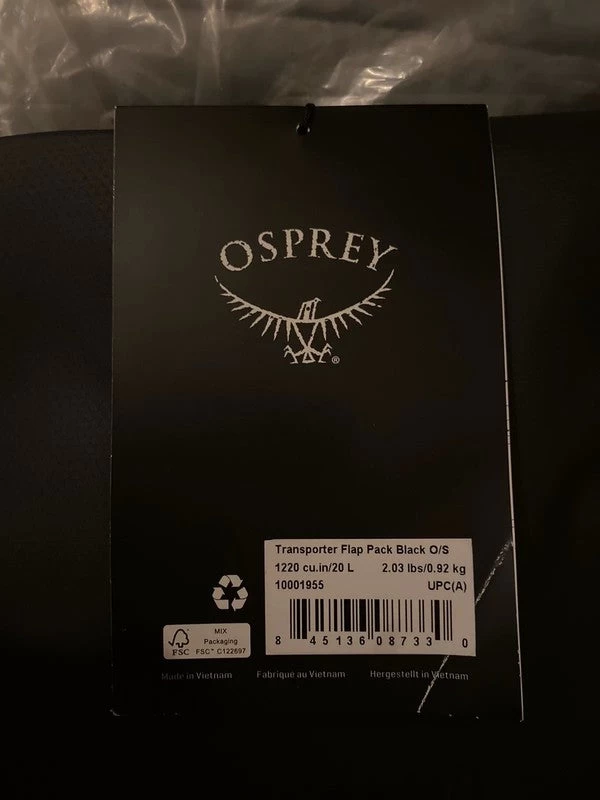 OSPREY
®
Transporter Flap Pack Black O/S
1220 cu.in/20 L 2.03 lbs/0.92 kg
10001955 UPC(A)
8 45136 08733 0
MIX
Packaging
FSC FSC™ C122697
Made in Vietnam Fabriqué au Vietnam Hergestellt in Vietnam